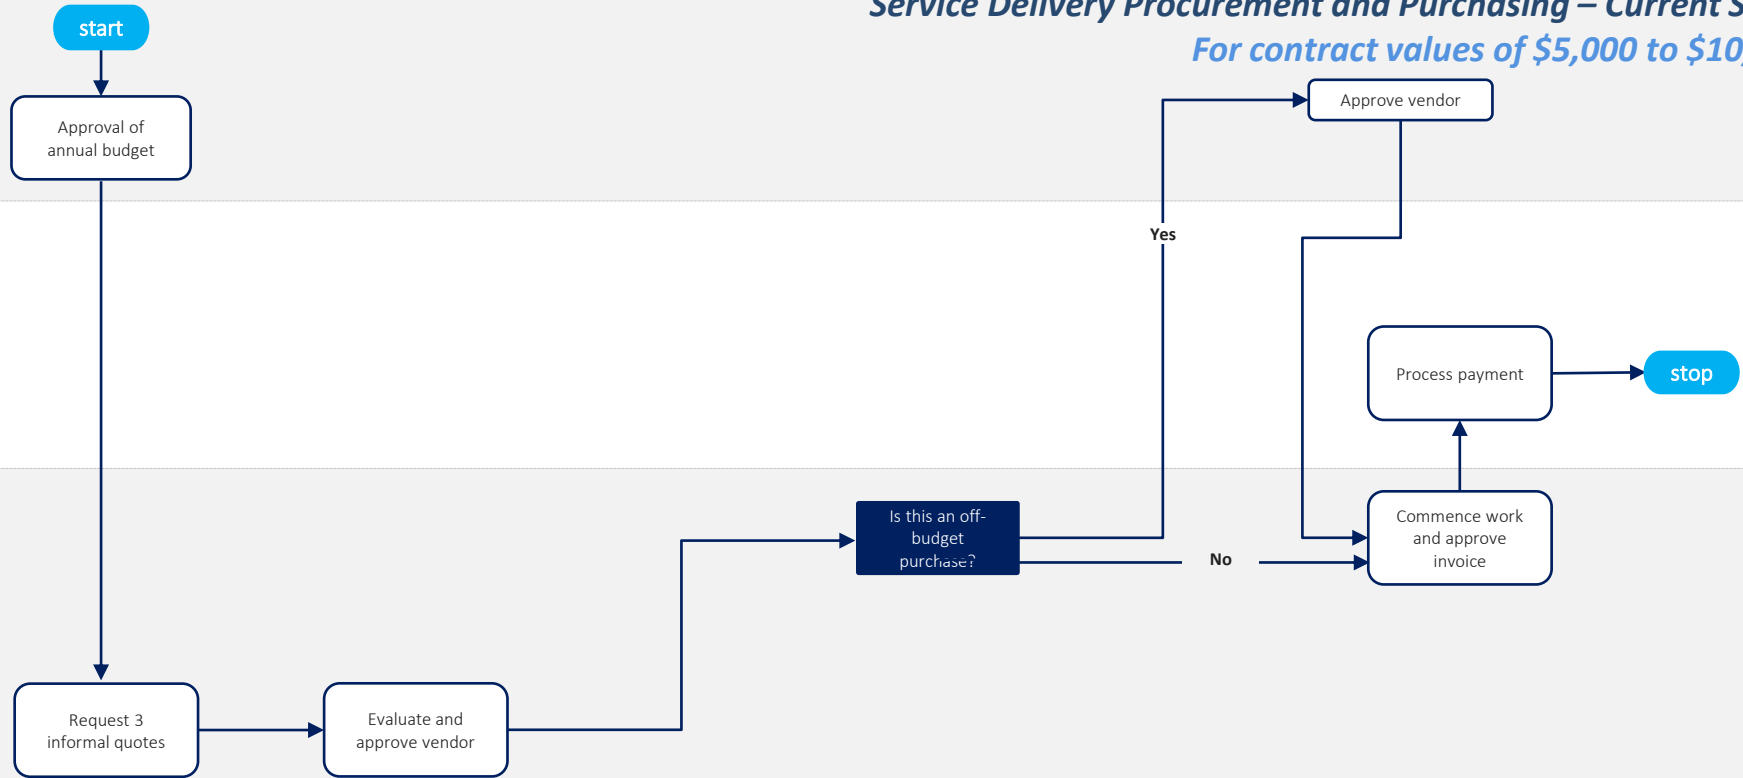 Service Delivery Procurement and Purchasing – Current S
For contract values of $5,000 to $10,
start
Approval of
annual budget
Approve vendor
Yes
Process payment
stop
Is this an off-
budget
purchase?
No
Commence work
and approve
invoice
Request 3
informal quotes
Evaluate and
approve vendor